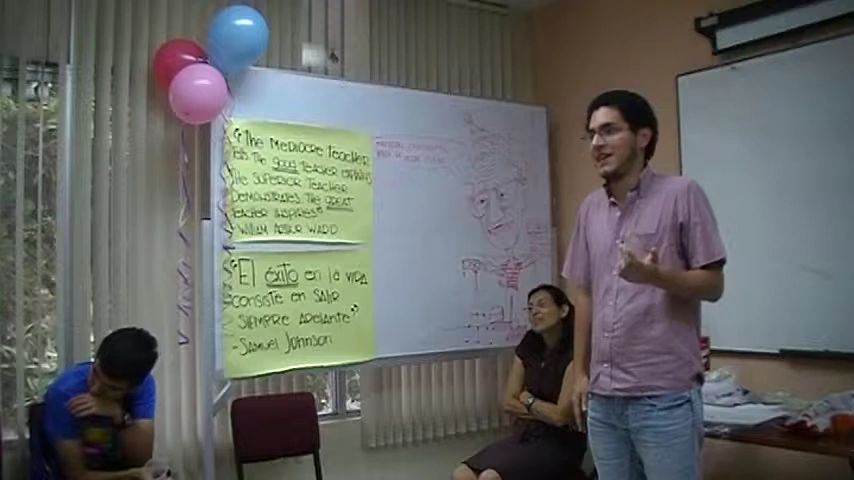 "The MEDIOCRE TEACHER
TELLS THE GOOD TEACHER EXPLAINS
THE SUPERIOR TEACHER
DEMONSTRATES. THE GREAT
TEACHER INSPIRES"
WILLIAM ARTHUR WARD
"El éxito en la VIDA
consiste en SALIR
SIEMPRE ADELANTE"
-SAMUEL JOHNSON